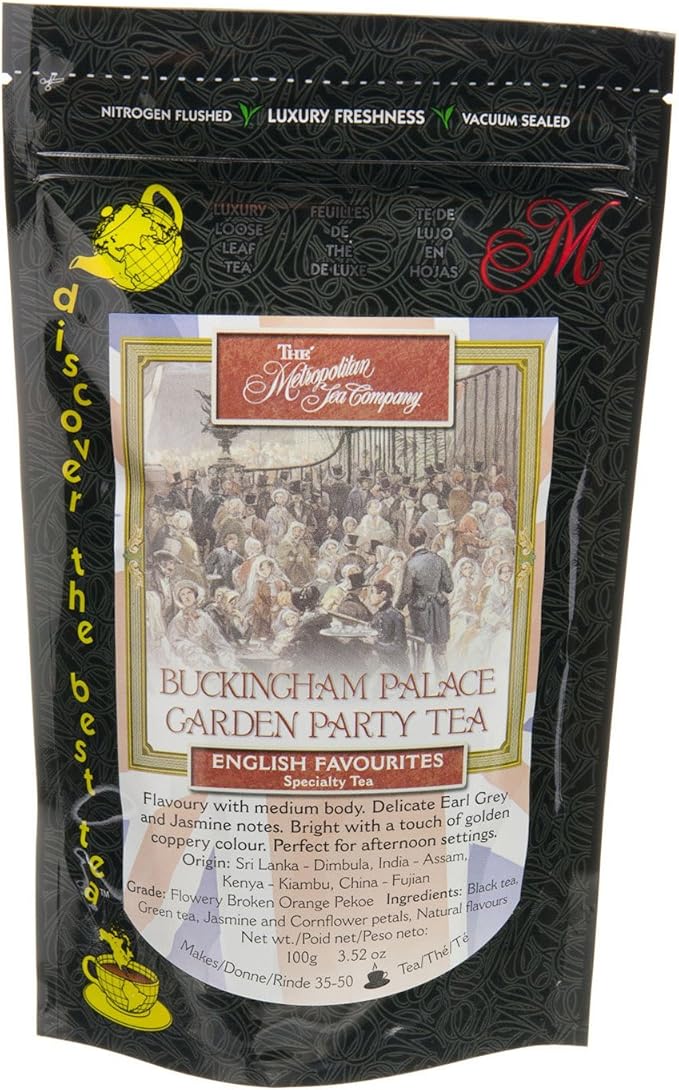 NITROGEN FLUSHED LUXURY FRESHNESS VACUUM SEALED
LUXURY
LOOSE
LEAF
TEA
FEUILLES
DE
THÉ
DE LUXE
TE DE
LUJO
EN
HOJAS
M
discover the best tea™
THE
Metropolitan
Tea Company
BUCKINGHAM PALACE
GARDEN PARTY TEA
ENGLISH FAVOURITES
Specialty Tea
Flavoury with medium body. Delicate Earl Grey
and Jasmine notes. Bright with a touch of golden
coppery colour. Perfect for afternoon settings.
Origin: Sri Lanka - Dimbula, India - Assam,
Kenya - Kiambu, China - Fujian
Grade: Flowery Broken Orange Pekoe Ingredients: Black tea,
Green tea, Jasmine and Cornflower petals, Natural flavours
Net wt./Poid net/Peso neto:
100g 3.52 oz
Makes/Donne/Rinde 35-50 Tea/Thé/Té